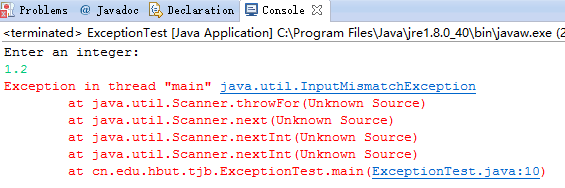 Problems @ Javadoc Declaration Console
<terminated> ExceptionTest [Java Application] C:\Program Files\Java\jre1.8.0_40\bin\javaw.exe (2
Enter an integer:
1.2
Exception in thread "main" java.util.InputMismatchException
at java.util.Scanner.throwFor(Unknown Source)
at java.util.Scanner.next(Unknown Source)
at java.util.Scanner.nextInt(Unknown Source)
at java.util.Scanner.nextInt(Unknown Source)
at cn.edu.hbut.tjb.ExceptionTest.main(ExceptionTest.java:10)